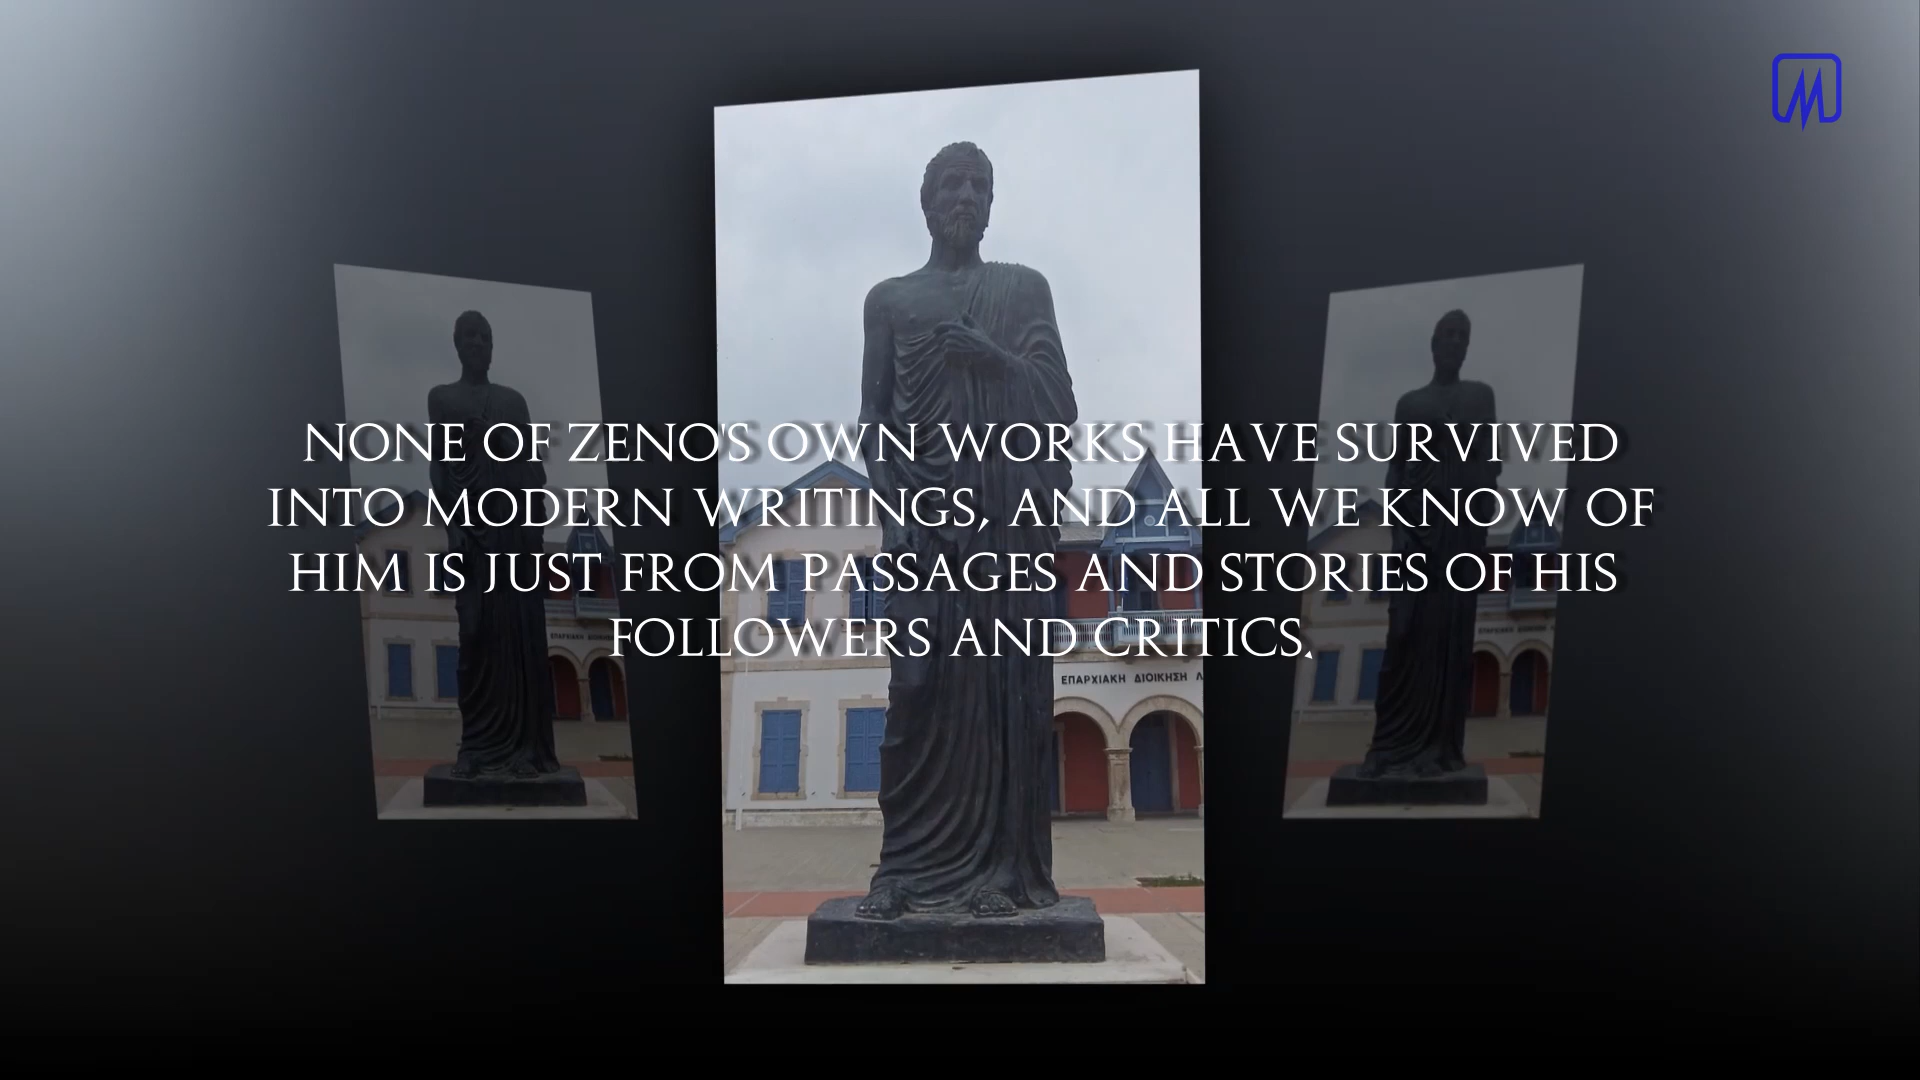 NONE OF ZENO'S OWN WORKS HAVE SURVIVED
INTO MODERN WRITINGS, AND ALL WE KNOW OF
HIM IS JUST FROM PASSAGES AND STORIES OF HIS
FOLLOWERS AND CRITICS.
ΕΠΑΡΧΙΑΚΗ ΔΙΟΙΚΗΣΗ Λ